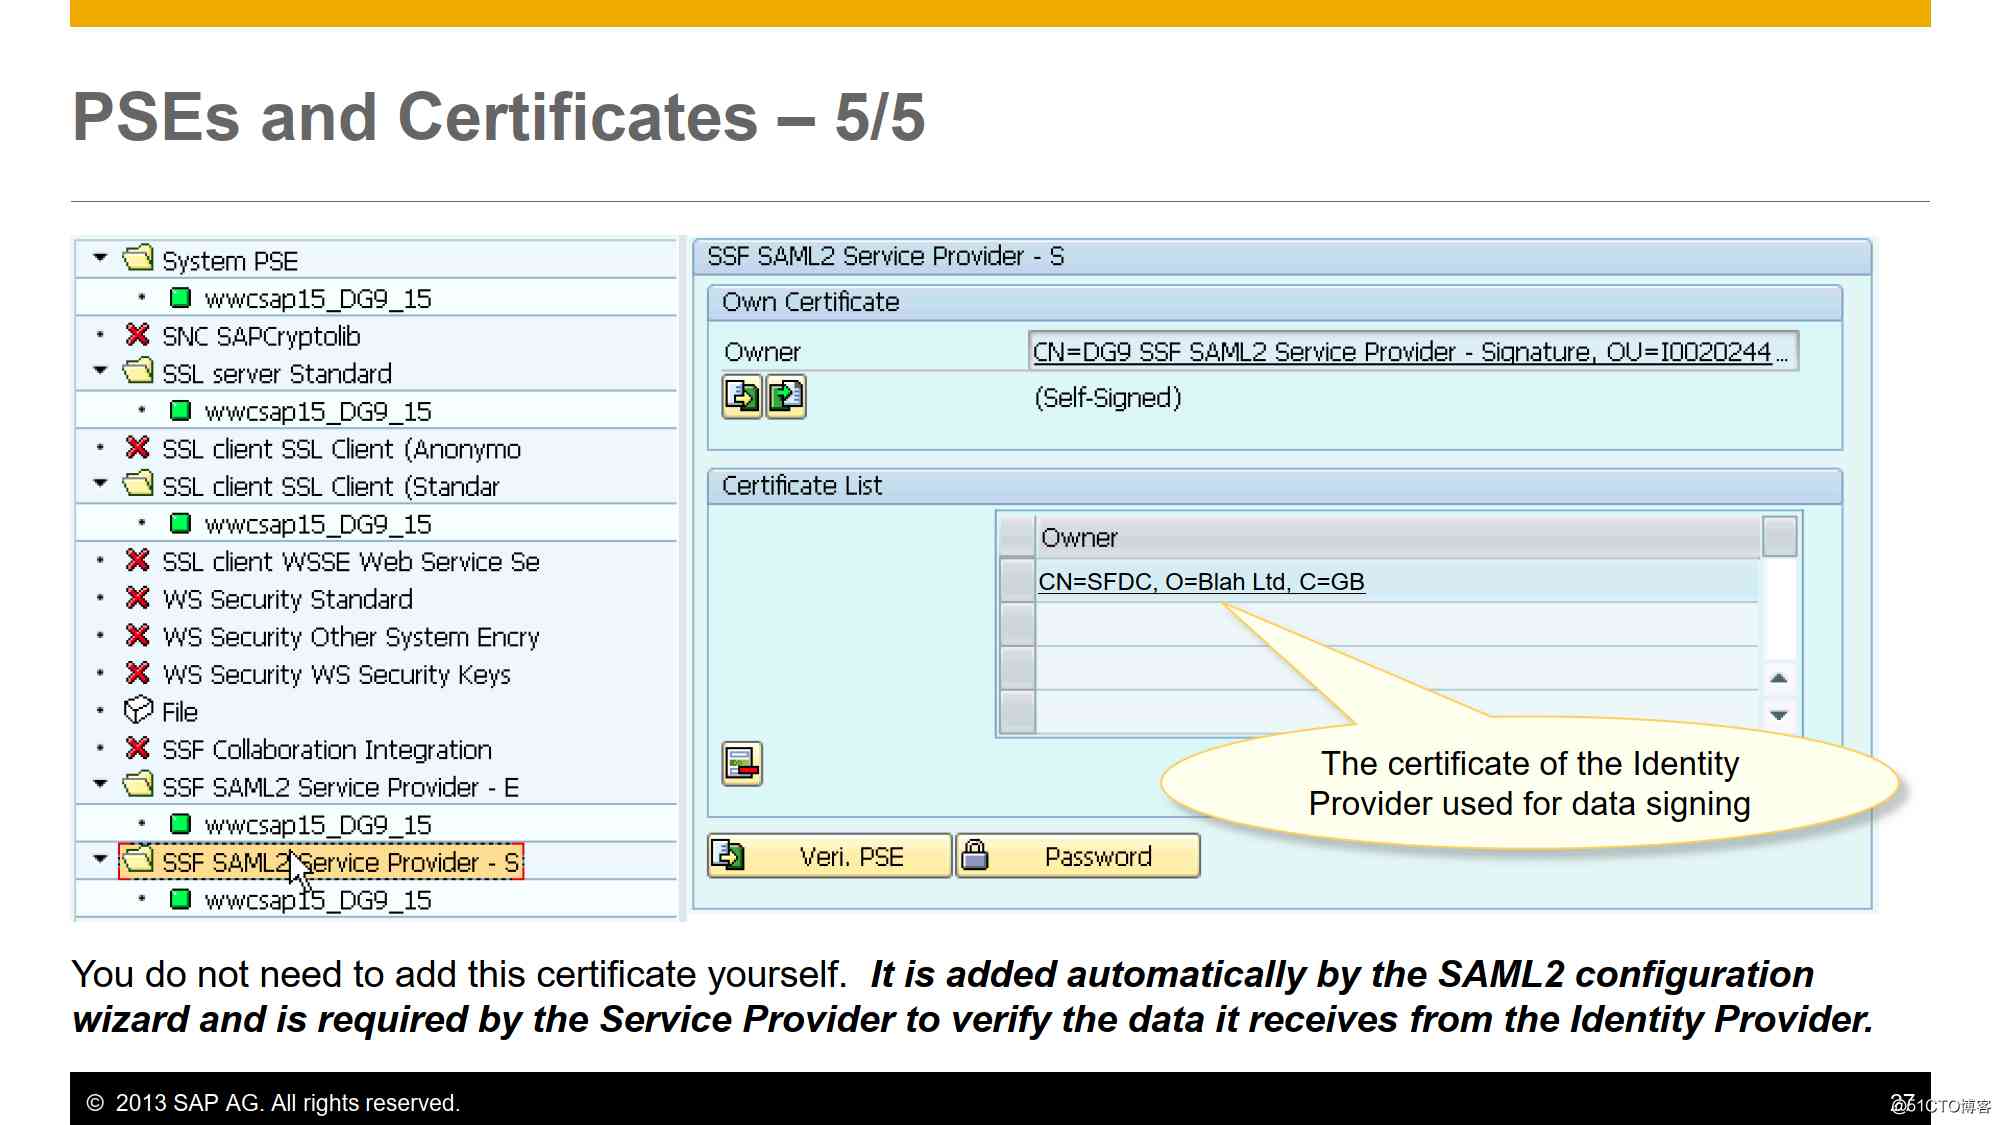 PSEs and Certificates – 5/5
System PSE
wwcsap15_DG9_15
SNC SAPCryptolib
SSL server Standard
wwcsap15_DG9_15
SSL client SSL Client (Anonymo
SSL client SSL Client (Standar
wwcsap15_DG9_15
SSL client WSSE Web Service Se
WS Security Standard
WS Security Other System Encry
WS Security WS Security Keys
File
SSF Collaboration Integration
SSF SAML2 Service Provider - E
wwcsap15_DG9_15
SSF SAML2 Service Provider - S
wwcsap15_DG9_15
SSF SAML2 Service Provider - S
Own Certificate
Owner
CN=DG9 SSF SAML2 Service Provider - Signature, OU=I0020244...
(Self-Signed)
Certificate List
Owner
CN=SFDC, O=Blah Ltd, C=GB
The certificate of the Identity
Provider used for data signing
Veri. PSE
Password
You do not need to add this certificate yourself. It is added automatically by the SAML2 configuration
wizard and is required by the Service Provider to verify the data it receives from the Identity Provider.
© 2013 SAP AG. All rights reserved.
27
@51CTO博客